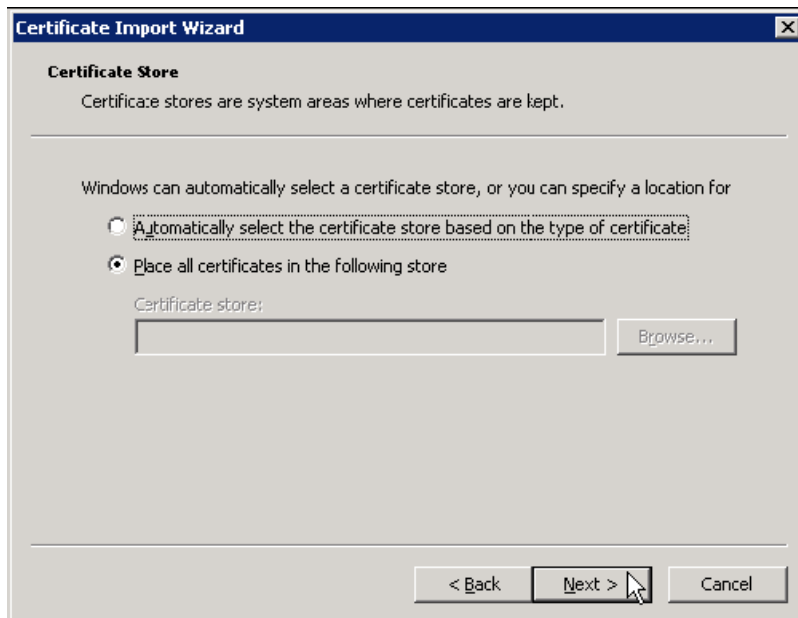 Certificate Import Wizard
Certificate Store
Certificate stores are system areas where certificates are kept.
Windows can automatically select a certificate store, or you can specify a location for
Automatically select the certificate store based on the type of certificate
Place all certificates in the following store
Certificate store:
Browse...
< Back
Next >
Cancel